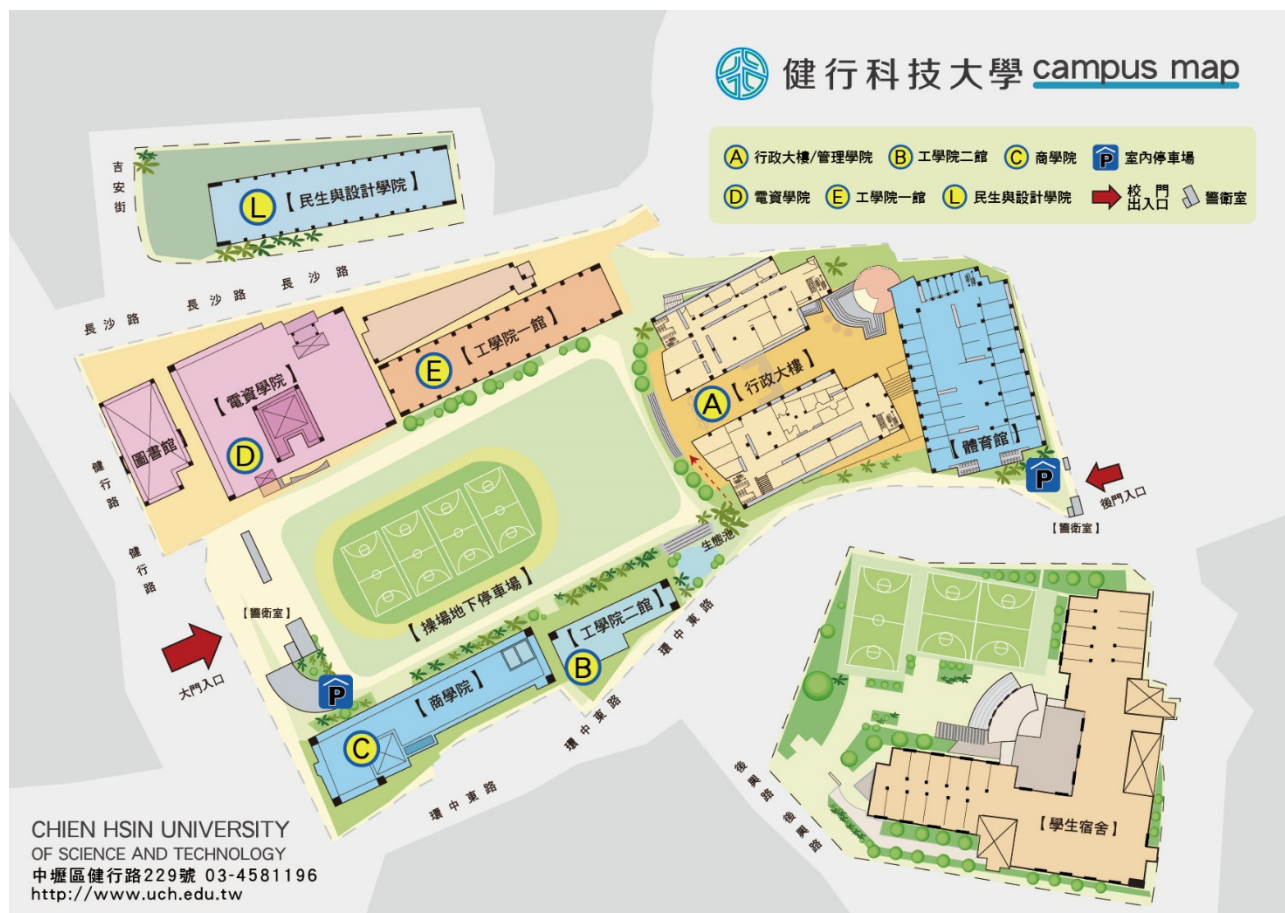 健行科技大學 campus map
A 行政大樓/管理學院 B 工學院二館 C 商學院 P 室內停車場
D 電資學院 E 工學院一館 L 民生與設計學院 校門出入口 警衛室
吉安街
L 【民生與設計學院】
長沙路 長沙路 長沙路
E 【工學院一館】
【電資學院】
D
圖書館
健行路
健行路
A 【行政大樓】
【體育館】
P
後門入口
【警衛室】
生態池
【操場地下停車場】
【警衛室】
大門入口
P
【工學院二館】
B
【商學院】
C
環中東路
環中東路
環中東路
後興路
後興路
【學生宿舍】
CHIEN HSIN UNIVERSITY
OF SCIENCE AND TECHNOLOGY
中壢區健行路229號 03-4581196
http://www.uch.edu.tw